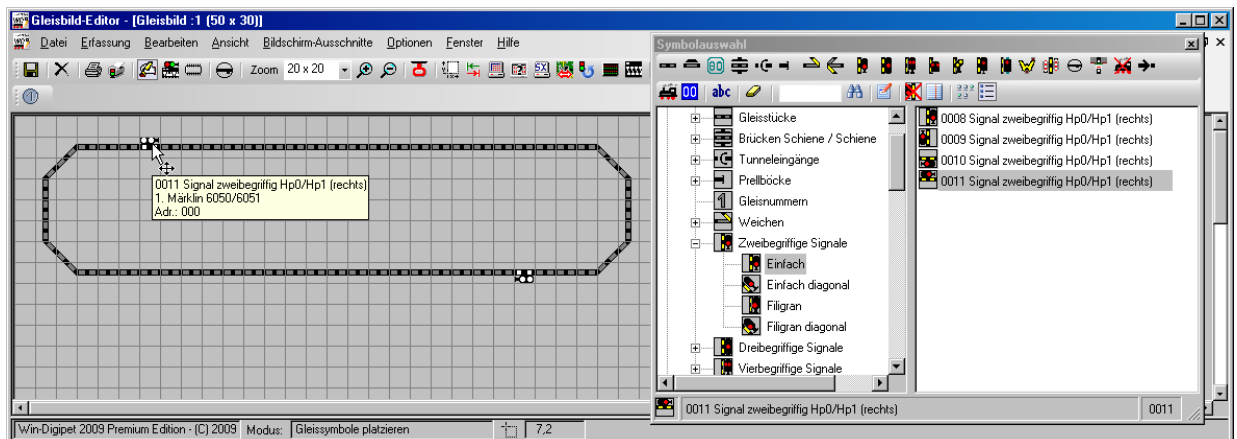 Gleisbild-Editor - [Gleisbild :1 (50 x 30)]
Datei Erfassung Bearbeiten Ansicht Bildschirm-Ausschnitte Optionen Fenster Hilfe
Zoom 20 x 20
1
0011 Signal zweibegriffig Hp0/Hp1 (rechts)
1. Märklin 6050/6051
Adr.: 000
Symbolauswahl
00 abc
Gleisstücke
Brücken Schiene / Schiene
Tunneleingänge
Prellböcke
Gleisnummern
Weichen
Zweibegriffige Signale
Einfach
Einfach diagonal
Filigran
Filigran diagonal
Dreibegriffige Signale
Vierbegriffige Signale
0008 Signal zweibegriffig Hp0/Hp1 (rechts)
0009 Signal zweibegriffig Hp0/Hp1 (rechts)
0010 Signal zweibegriffig Hp0/Hp1 (rechts)
0011 Signal zweibegriffig Hp0/Hp1 (rechts)
0011 Signal zweibegriffig Hp0/Hp1 (rechts) 0011
Win-Digipet 2009 Premium Edition - (C) 2009 Modus: Gleissymbole platzieren 7,2